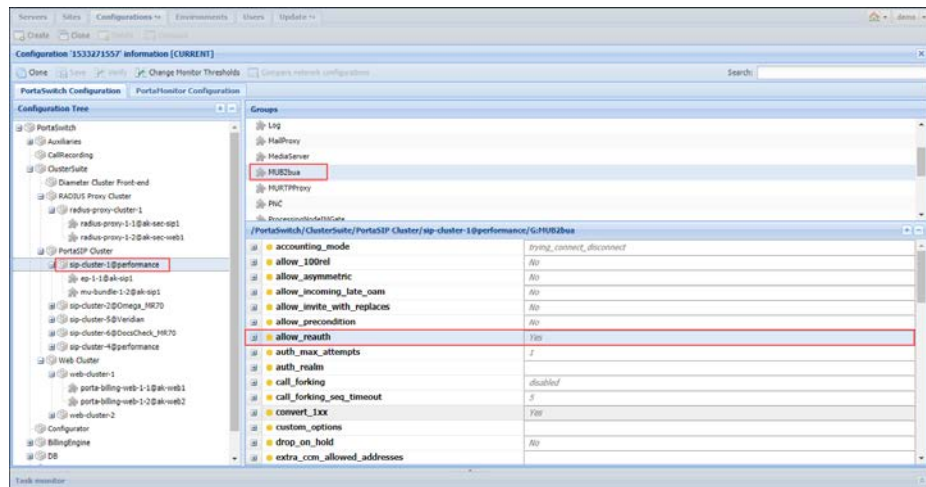 Servers Sites Configurations Environments Users Update demo
Create Clone
Configuration '1533271557' information [CURRENT]
Clone Save Verify Change Monitor Thresholds Compare network configurations Search:
PortaSwitch Configuration PortaMonitor Configuration
Configuration Tree
PortaSwitch
Auxiliaries
CallRecording
ClusterSuite
Diameter Cluster Front-end
RADIUS Proxy Cluster
radius-proxy-cluster-1
radius-proxy-1-1@ak-sec-sip1
radius-proxy-1-2@ak-sec-web1
PortaSIP Cluster
sip-cluster-1@performance
ep-1-1@ak-sip1
mu-bundle-1-2@ak-sip1
sip-cluster-2@Omega_MR70
sip-cluster-5@Veridian
sip-cluster-6@DocsCheck_MR70
sip-cluster-4@performance
Web Cluster
web-cluster-1
porta-billing-web-1-1@ak-web1
porta-billing-web-1-2@ak-web2
web-cluster-2
Configurator
BillingEngine
DB
Groups
Log
MailProxy
MediaServer
MUB2bua
MURTPProxy
PNC
ProcessingNodeINGate
/PortaSwitch/ClusterSuite/PortaSIP Cluster/sip-cluster-1@performance/G:MUB2bua
accounting_mode trying_connect_disconnect
allow_100rel No
allow_asymmetric No
allow_incoming_late_oam No
allow_invite_with_replaces No
allow_precondition No
allow_reauth Yes
auth_max_attempts 1
auth_realm
call_forking disabled
call_forking_seq_timeout 5
convert_1xx Yes
custom_options
drop_on_hold No
extra_ccm_allowed_addresses
Task monitor